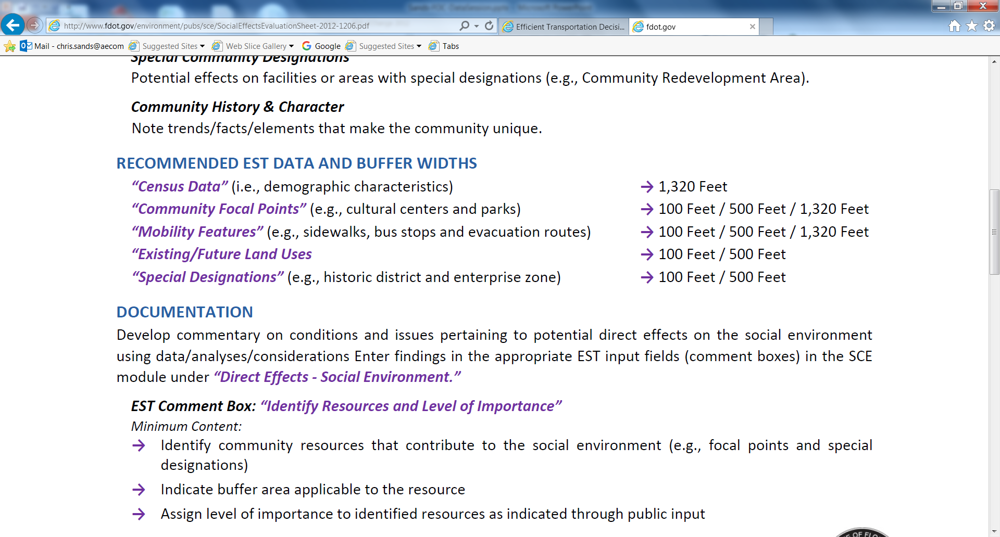 http://www.fdot.gov/environment/pubs/sce/SocialEffectsEvaluationSheet-2012-1206.pdf
Efficient Transportation Decisi...
fdot.gov
Mail - chris.sands@aecom
Suggested Sites
Web Slice Gallery
Google
Suggested Sites
Tabs
Special Community Designations
Potential effects on facilities or areas with special designations (e.g., Community Redevelopment Area).
Community History & Character
Note trends/facts/elements that make the community unique.
RECOMMENDED EST DATA AND BUFFER WIDTHS
“Census Data” (i.e., demographic characteristics) → 1,320 Feet
“Community Focal Points” (e.g., cultural centers and parks) → 100 Feet / 500 Feet / 1,320 Feet
“Mobility Features” (e.g., sidewalks, bus stops and evacuation routes) → 100 Feet / 500 Feet / 1,320 Feet
“Existing/Future Land Uses → 100 Feet / 500 Feet
“Special Designations” (e.g., historic district and enterprise zone) → 100 Feet / 500 Feet
DOCUMENTATION
Develop commentary on conditions and issues pertaining to potential direct effects on the social environment
using data/analyses/considerations Enter findings in the appropriate EST input fields (comment boxes) in the SCE
module under “Direct Effects - Social Environment.”
EST Comment Box: “Identify Resources and Level of Importance”
Minimum Content:
→ Identify community resources that contribute to the social environment (e.g., focal points and special
designations)
→ Indicate buffer area applicable to the resource
→ Assign level of importance to identified resources as indicated through public input